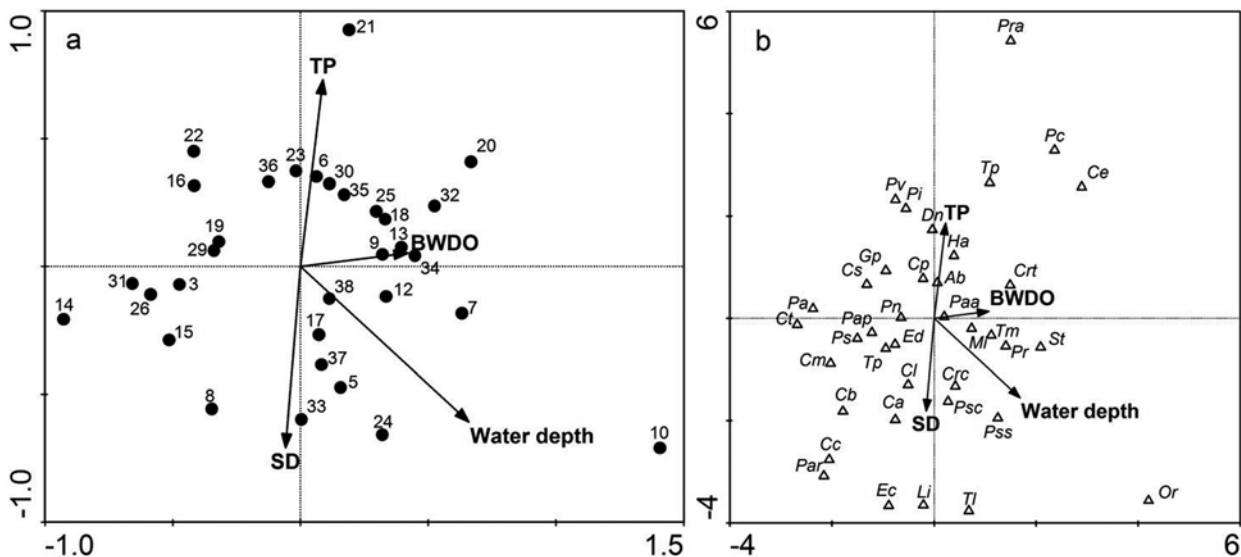 a
1.0
21
TP
22
16
36
23
6
30
35
20
25
32
18
19
29
9
13
BWDO
34
31
26
3
38
12
7
14
15
17
37
5
8
33
24
Water depth
10
SD
-1.0
-1.0
1.5
b
6
Pra
Pc
Tp
Ce
Pv
Pi
Dn
TP
Ha
Gp
Cs
Cp
Ab
Crt
Pa
Paa
BWDO
Ct
Pn
Pap
Ps
Ed
Ml
Tm
Pr
St
Tp
Cm
Cl
Crc
Cb
Ca
Psc
Water depth
SD
Pss
Cc
Par
Ec
Li
Tl
Or
-4
-4
6